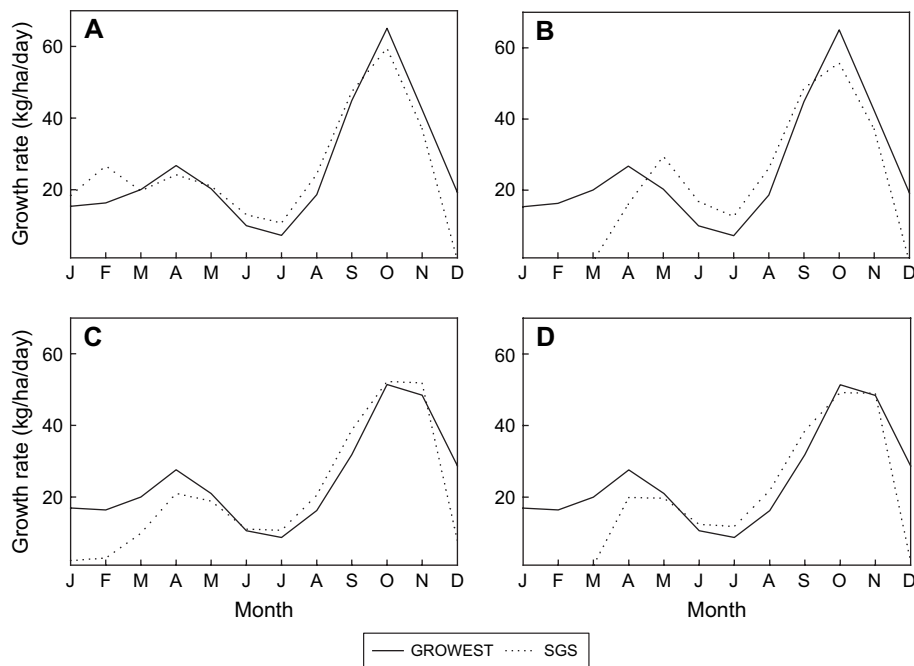 A
B
Growth rate (kg/ha/day)
60
40
20
60
40
20
J F M A M J J A S O N D
J F M A M J J A S O N D
C
D
Growth rate (kg/ha/day)
60
40
20
60
40
20
J F M A M J J A S O N D
J F M A M J J A S O N D
Month
Month
GROWEST SGS